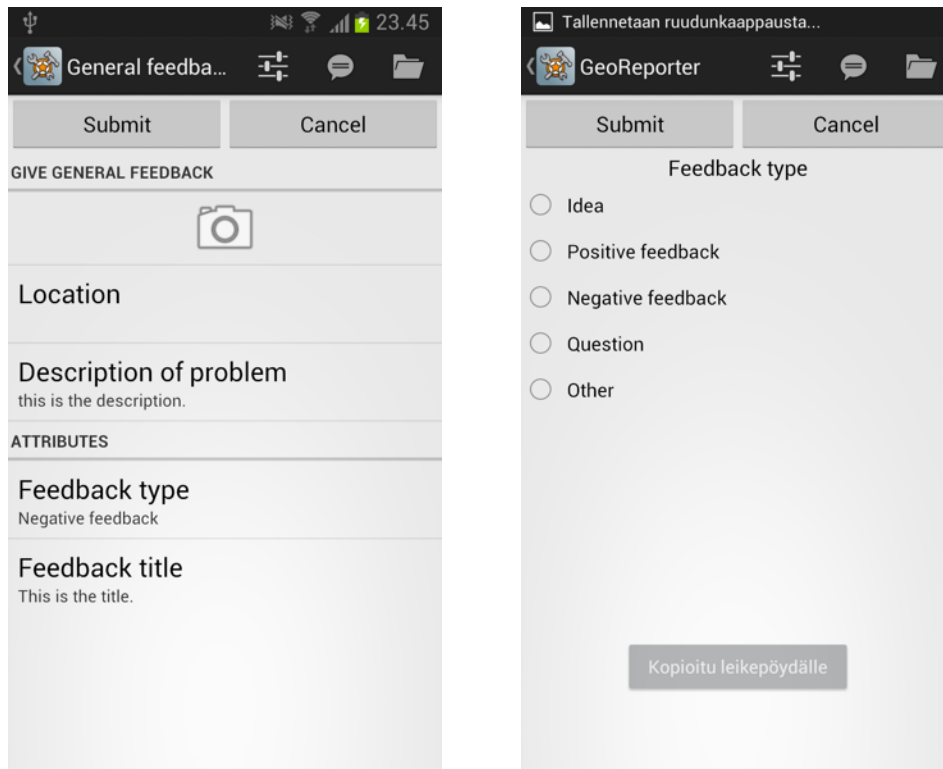 23.45
General feedba...
Submit
Cancel
GIVE GENERAL FEEDBACK
Location
Description of problem
this is the description.
ATTRIBUTES
Feedback type
Negative feedback
Feedback title
This is the title.
Tallennetaan ruudunkaappausta...
GeoReporter
Submit
Cancel
Feedback type
Idea
Positive feedback
Negative feedback
Question
Other
Kopioitu leikepöydälle